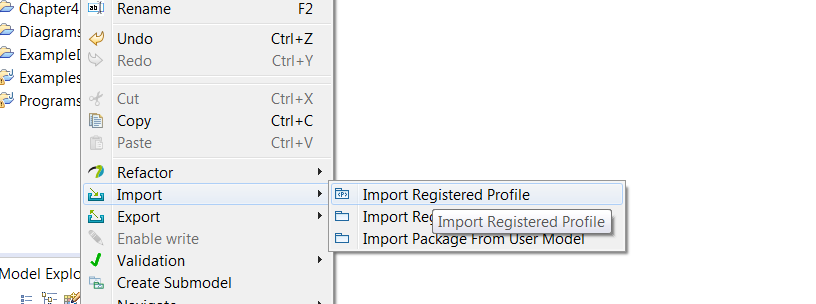 Chapter4
Diagrams
ExampleD
Examples
Programs
Rename F2
Undo Ctrl+Z
Redo Ctrl+Y
Cut Ctrl+X
Copy Ctrl+C
Paste Ctrl+V
Refactor
Import
Export
Enable write
Validation
Create Submodel
Import Registered Profile
Import Reg
Import Package From User Model
Import Registered Profile
Model Explo